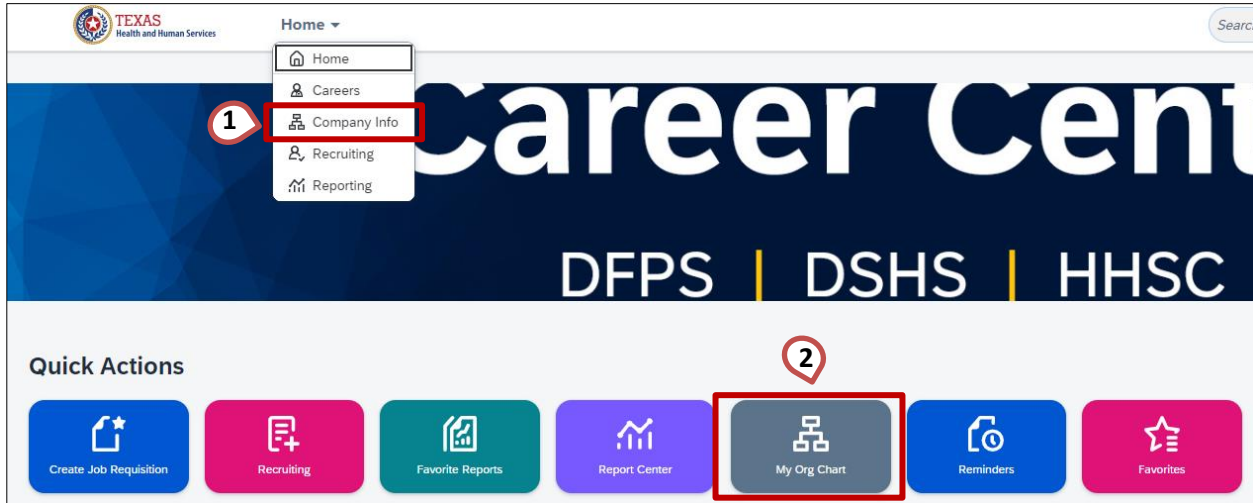 TEXAS
Health and Human Services
Home
Home
Careers
1
Company Info
Recruiting
Reporting
Career Cent
DFPS | DSHS | HHSC
Quick Actions
2
Create Job Requisition
Recruiting
Favorite Reports
Report Center
My Org Chart
Reminders
Favorites